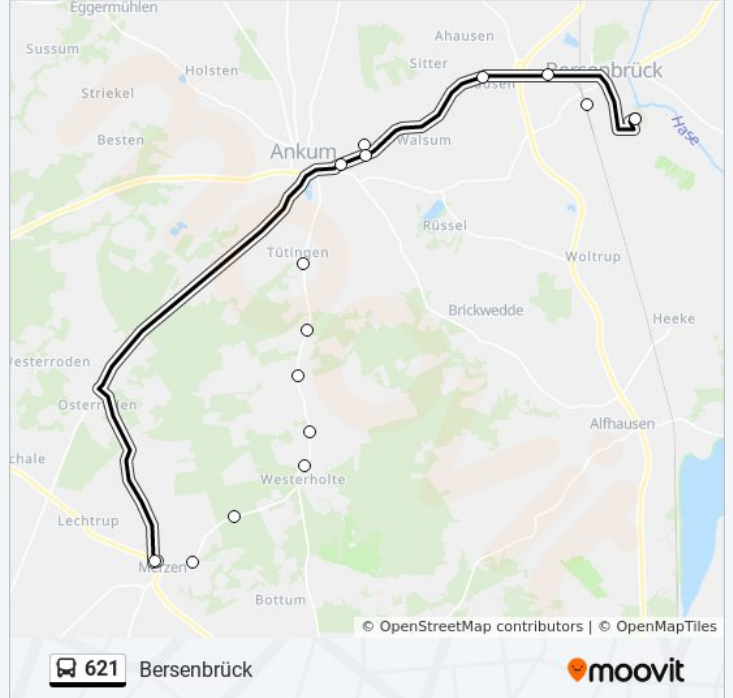 Eggermühlen
Sussum
Ahausen
Holsten
Sitter
Bersenbrück
Striekel
Hase
Besten
Walsum
Ankum
Rüssel
Tütingen
Woltrup
Brickwedde
Heeke
Alfhausen
Westerholte
Lechtrup
Merzen
Bottum
© OpenStreetMap contributors | © OpenMapTiles
621 Bersenbrück
moovit